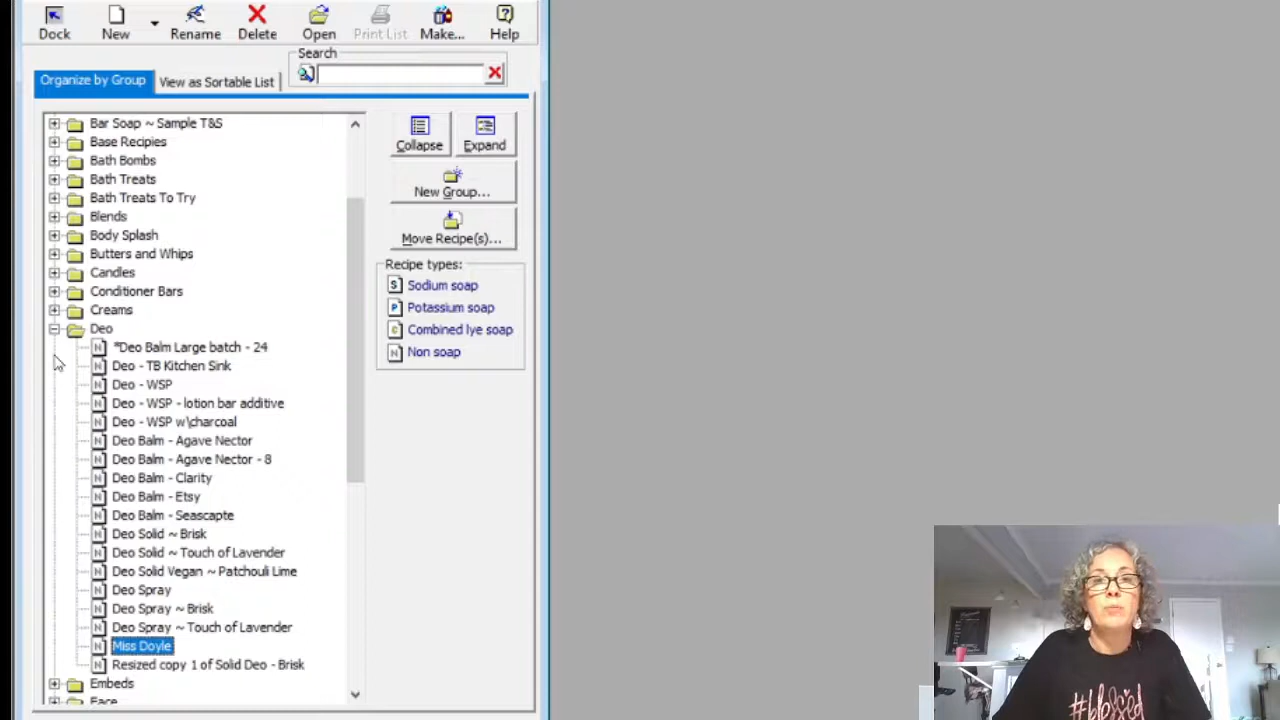 Dock New Rename Delete Open Print List Make... Help
Search
Organize by Group View as Sortable List
Bar Soap ~ Sample T&S
Base Recipies
Bath Bombs
Bath Treats
Bath Treats To Try
Blends
Body Splash
Butters and Whips
Candles
Conditioner Bars
Creams
Deo
*Deo Balm Large batch - 24
Deo - TB Kitchen Sink
Deo - WSP
Deo - WSP - lotion bar additive
Deo - WSP w\charcoal
Deo Balm - Agave Nector
Deo Balm - Agave Nector - 8
Deo Balm - Clarity
Deo Balm - Etsy
Deo Balm - Seascapte
Deo Solid ~ Brisk
Deo Solid ~ Touch of Lavender
Deo Solid Vegan ~ Patchouli Lime
Deo Spray
Deo Spray ~ Brisk
Deo Spray ~ Touch of Lavender
Miss Doyle
Resized copy 1 of Solid Deo - Brisk
Embeds
Face
Collapse Expand
New Group...
Move Recipe(s)...
Recipe types:
S Sodium soap
P Potassium soap
C Combined lye soap
N Non soap
#blessed